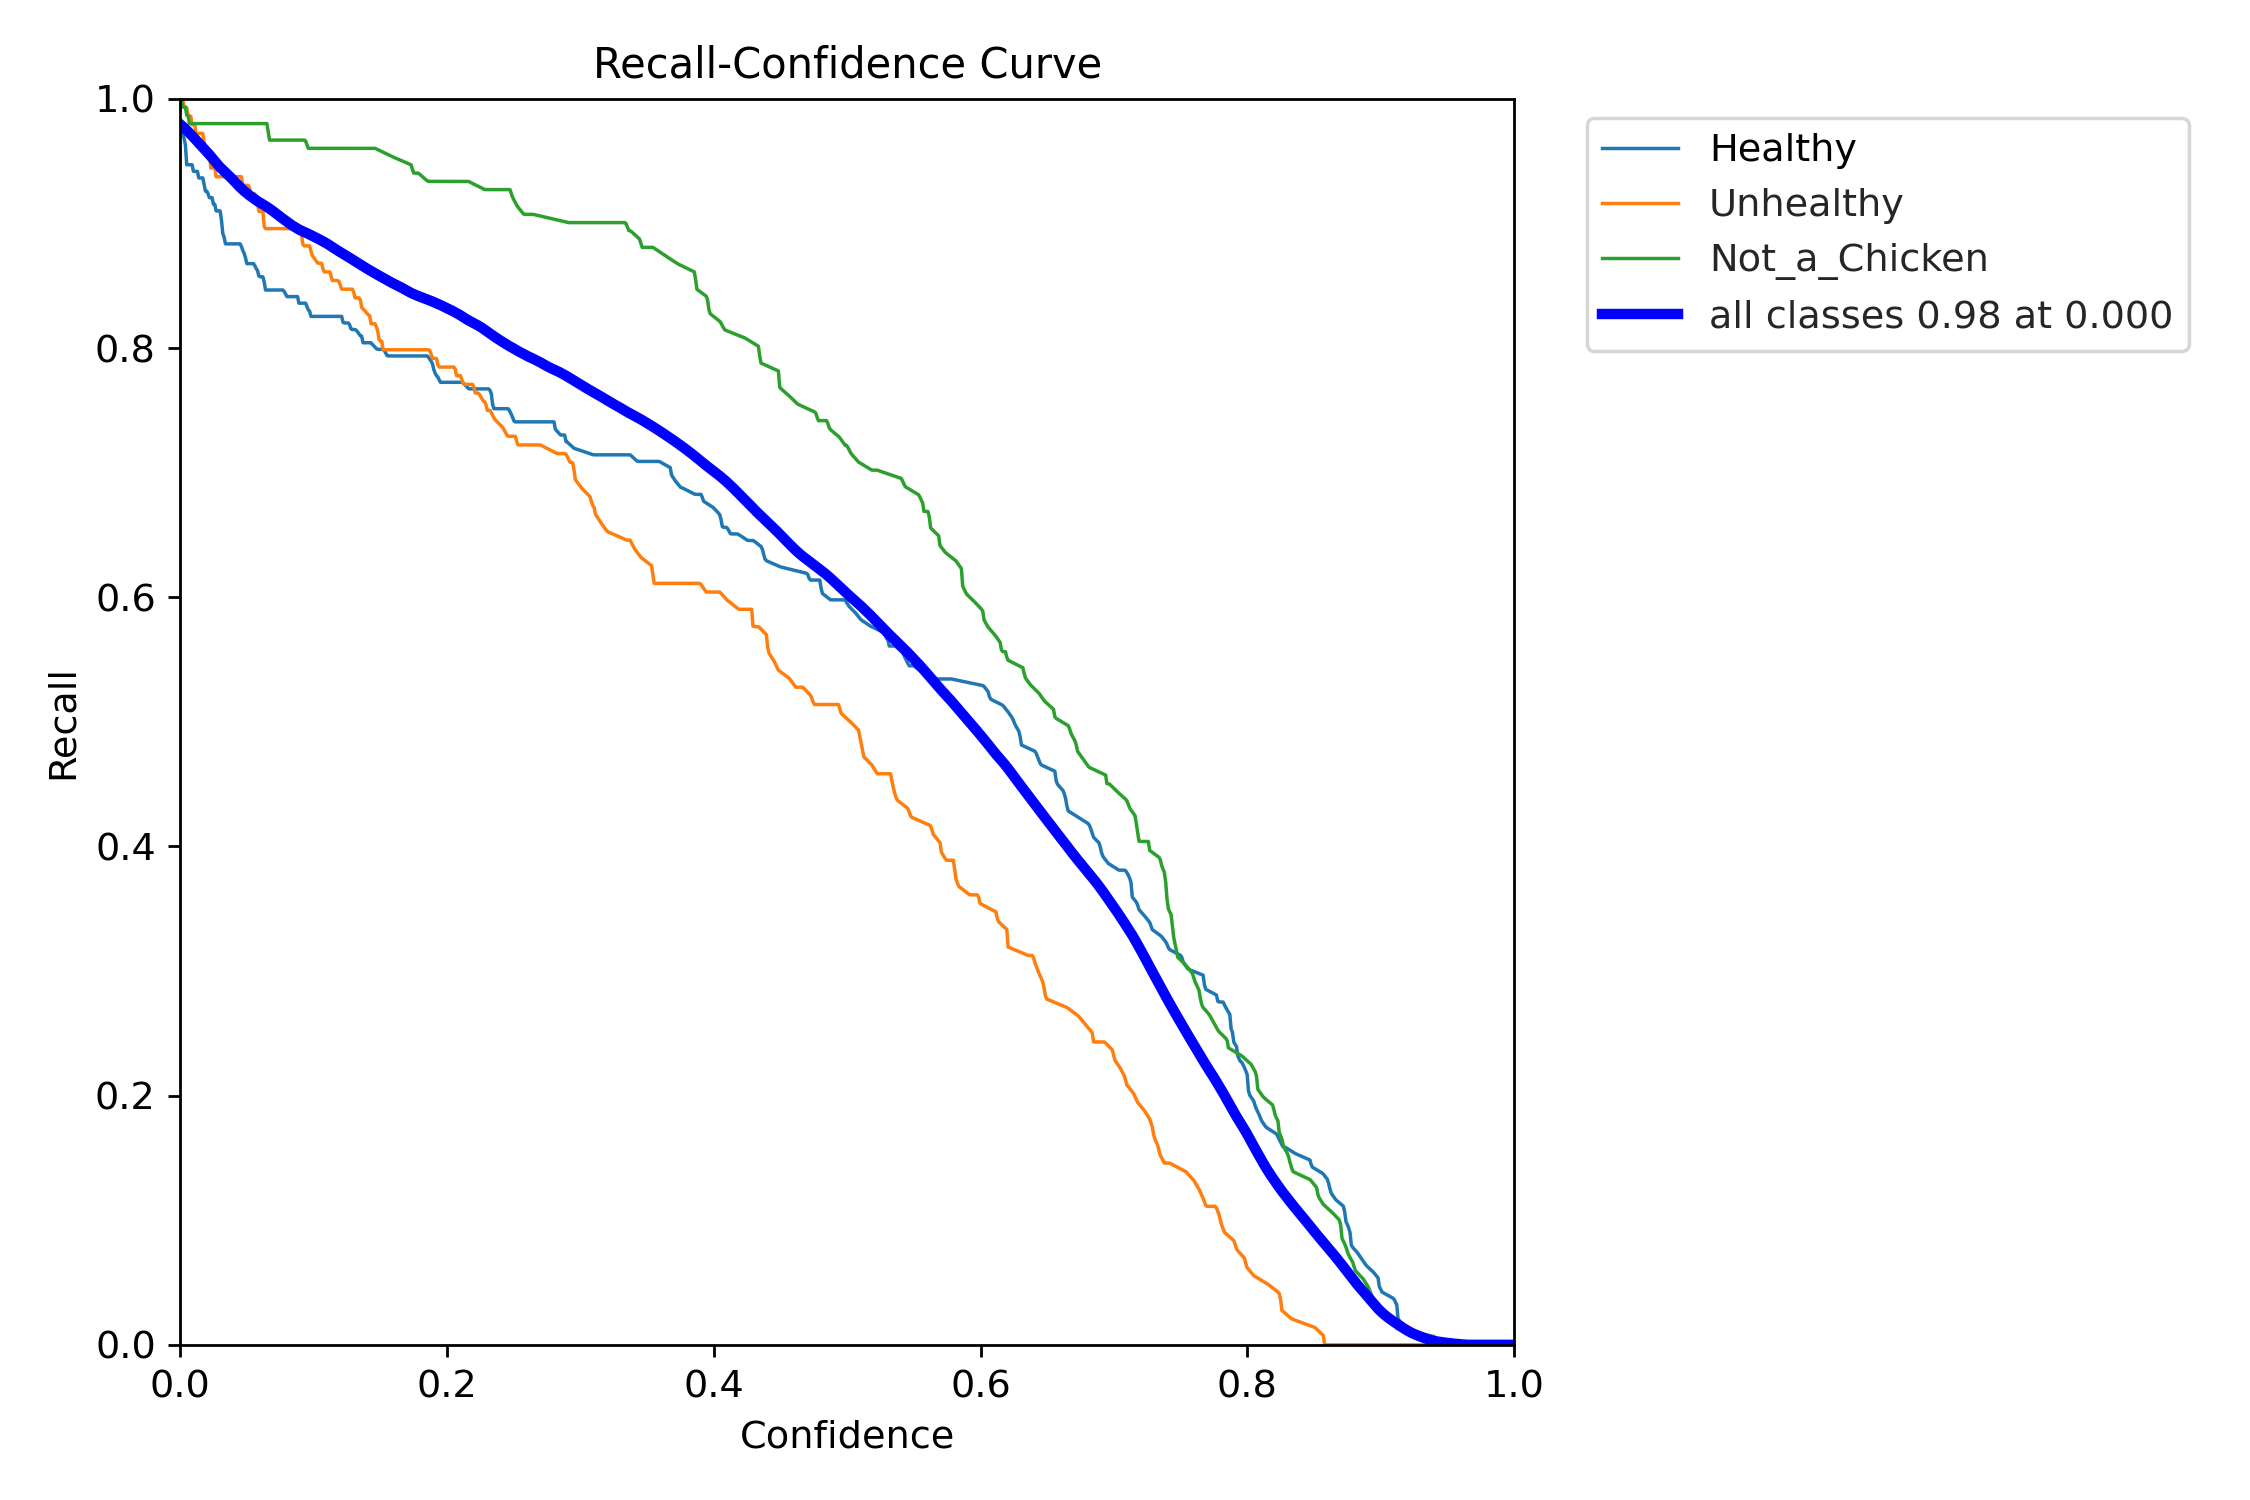 Recall-Confidence Curve
1.0
0.8
0.6
0.4
0.2
0.0
Recall
0.0 0.2 0.4 0.6 0.8 1.0
Confidence
Healthy
Unhealthy
Not_a_Chicken
all classes 0.98 at 0.000